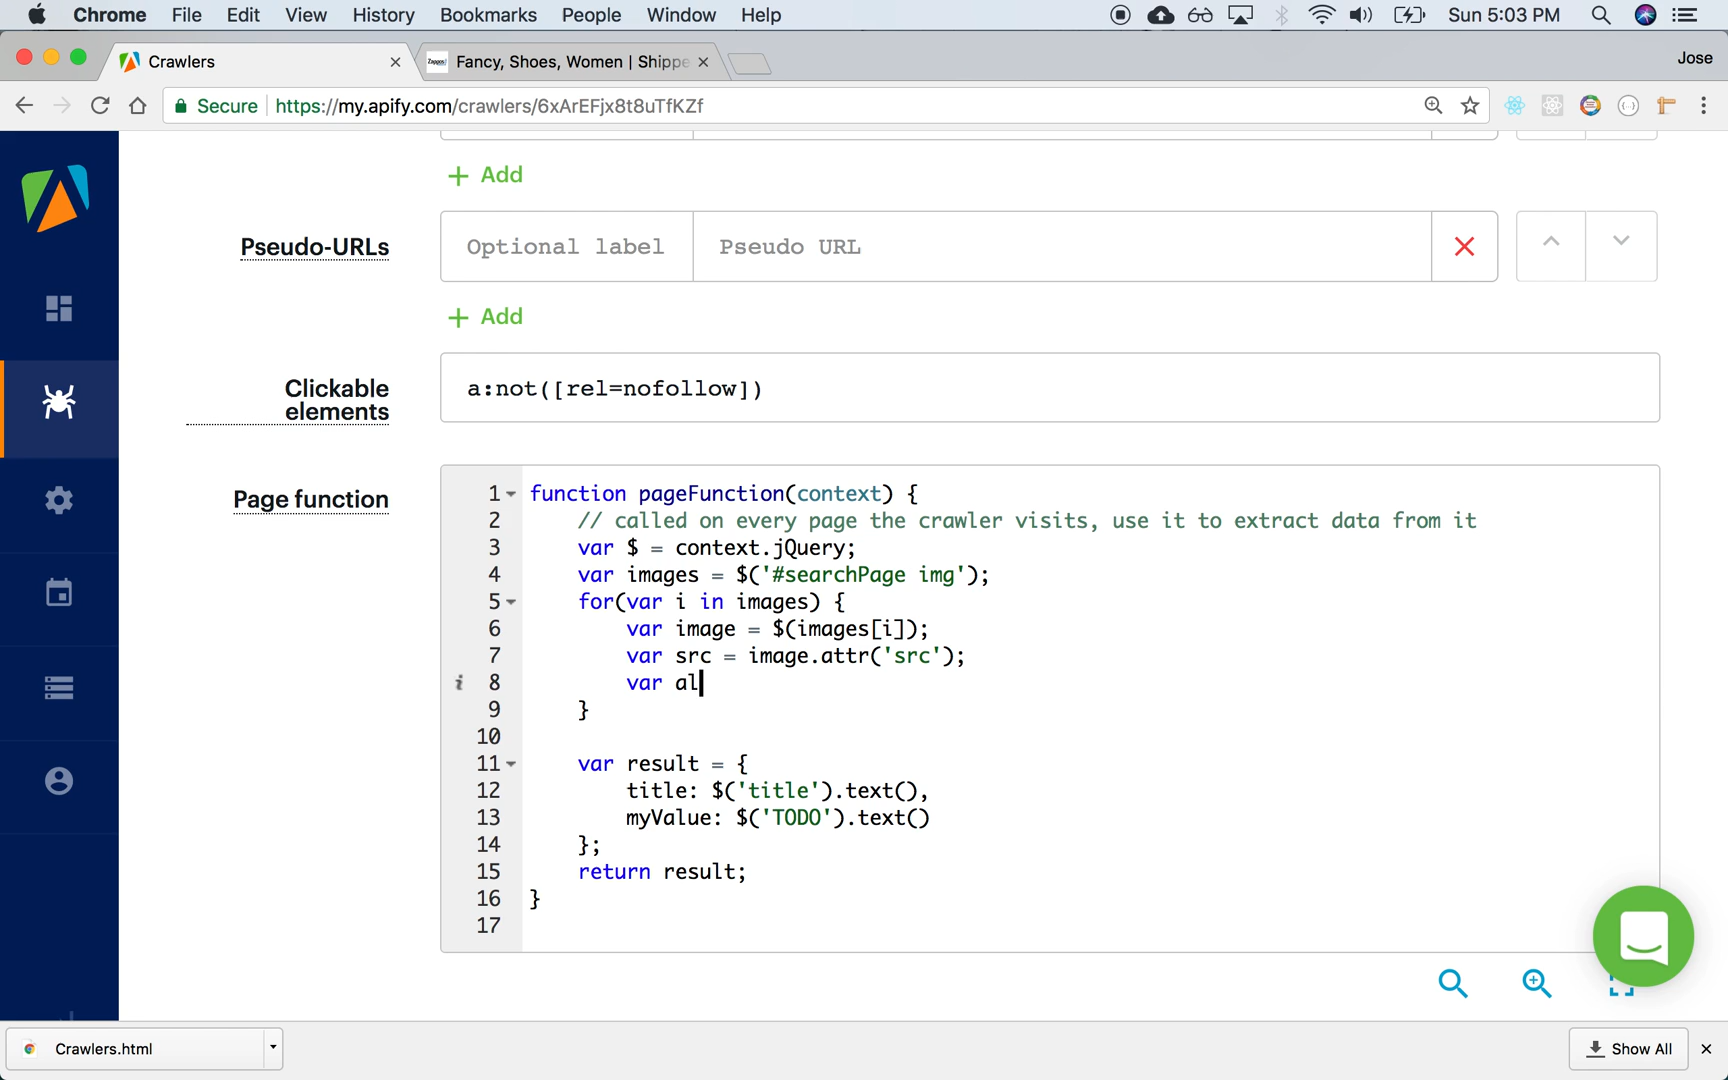 Chrome File Edit View History Bookmarks People Window Help Sun 5:03 PM
Crawlers Zappos Fancy, Shoes, Women | Shippe Jose
Secure https://my.apify.com/crawlers/6xArEFjx8t8uTfKZf
+ Add
Pseudo-URLs Optional label Pseudo URL
+ Add
Clickable
elements
a:not([rel=nofollow])
Page function
1 function pageFunction(context) {
2 // called on every page the crawler visits, use it to extract data from it
3 var $ = context.jQuery;
4 var images = $('#searchPage img');
5 for(var i in images) {
6 var image = $(images[i]);
7 var src = image.attr('src');
i 8 var al
9 }
10
11 var result = {
12 title: $('title').text(),
13 myValue: $('TODO').text()
14 };
15 return result;
16 }
17
Crawlers.html Show All